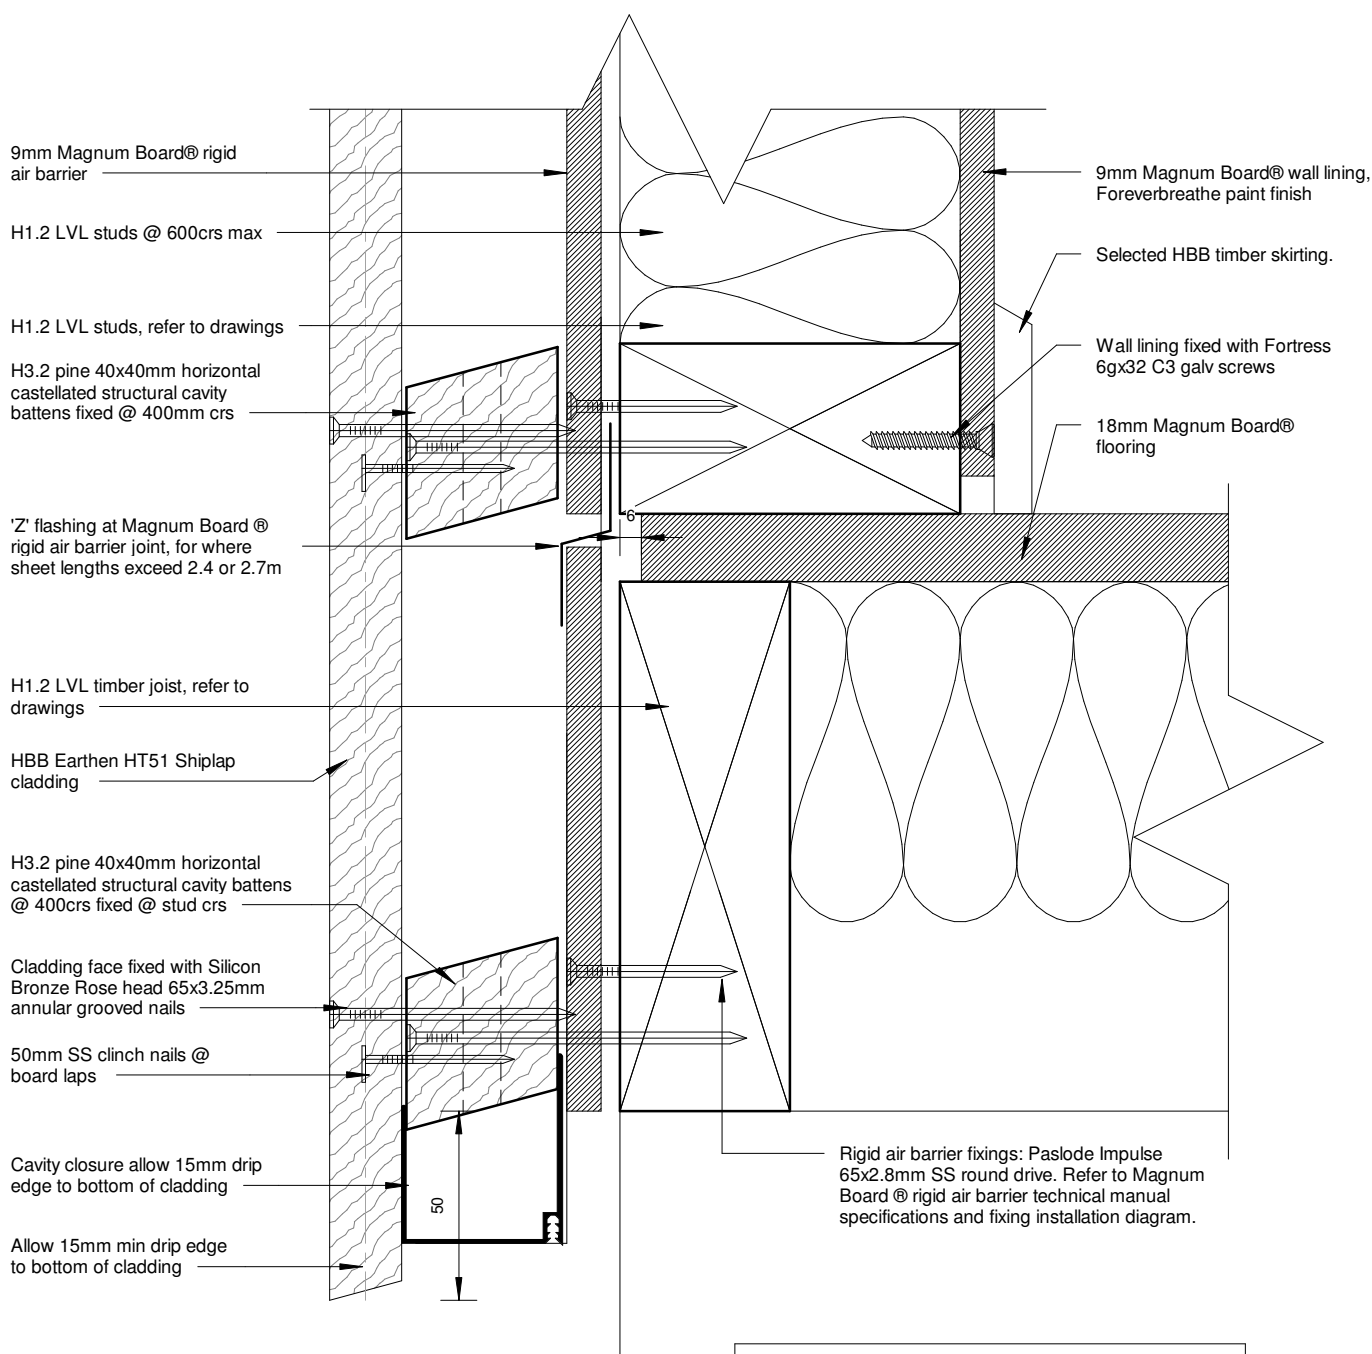 9mm Magnum Board® rigid
air barrier
H1.2 LVL studs @ 600crs max
H1.2 LVL studs, refer to drawings
H3.2 pine 40x40mm horizontal
castellated structural cavity
battens fixed @ 400mm crs
'Z' flashing at Magnum Board ®
rigid air barrier joint, for where
sheet lengths exceed 2.4 or 2.7m
H1.2 LVL timber joist, refer to
drawings
HBB Earthen HT51 Shiplap
cladding
H3.2 pine 40x40mm horizontal
castellated structural cavity battens
@ 400crs fixed @ stud crs
Cladding face fixed with Silicon
Bronze Rose head 65x3.25mm
annular grooved nails
50mm SS clinch nails @
board laps
Cavity closure allow 15mm drip
edge to bottom of cladding
Allow 15mm min drip edge
to bottom of cladding
50
6
9mm Magnum Board® wall lining,
Foreverbreathe paint finish
Selected HBB timber skirting.
Wall lining fixed with Fortress
6gx32 C3 galv screws
18mm Magnum Board®
flooring
Rigid air barrier fixings: Paslode Impulse
65x2.8mm SS round drive. Refer to Magnum
Board ® rigid air barrier technical manual
specifications and fixing installation diagram.